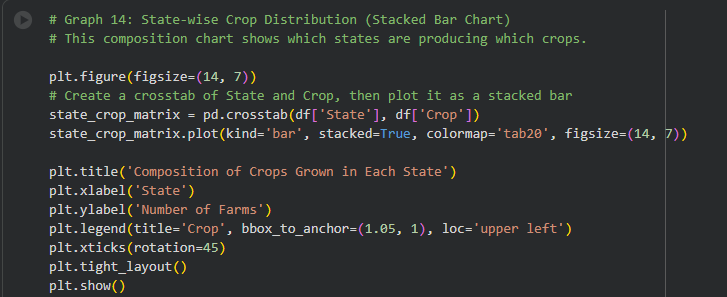 # Graph 14: State-wise Crop Distribution (Stacked Bar Chart)
# This composition chart shows which states are producing which crops.
plt.figure(figsize=(14, 7))
# Create a crosstab of State and Crop, then plot it as a stacked bar
state_crop_matrix = pd.crosstab(df['State'], df['Crop'])
state_crop_matrix.plot(kind='bar', stacked=True, colormap='tab20', figsize=(14, 7))
plt.title('Composition of Crops Grown in Each State')
plt.xlabel('State')
plt.ylabel('Number of Farms')
plt.legend(title='Crop', bbox_to_anchor=(1.05, 1), loc='upper left')
plt.xticks(rotation=45)
plt.tight_layout()
plt.show()